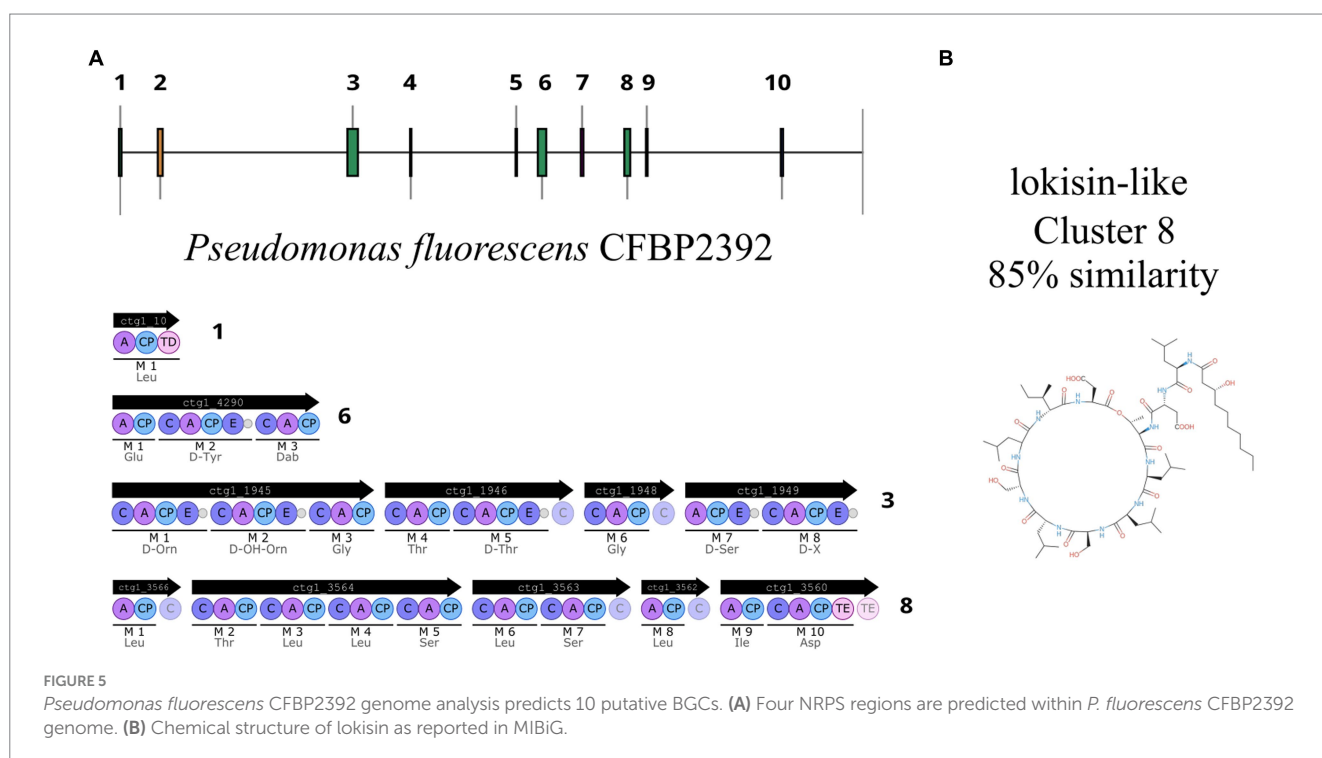 A
1 2 3 4 5 6 7 8 9 10
Pseudomonas fluorescens CFBP2392
ctg1_10
A CP TD
1
M 1
Leu
ctg1_4290
A CP C A CP E C A CP
6
M 1 M 2 M 3
Glu D-Tyr Dab
ctg1_1945 ctg1_1946 ctg1_1948 ctg1_1949
C A CP E C A CP E C A CP C A CP C A CP E C C A CP C A CP E C A CP E
3
M 1 M 2 M 3 M 4 M 5 M 6 M 7 M 8
D-Orn D-OH-Orn Gly Thr D-Thr Gly D-Ser D-X
ctg1_3566 ctg1_3564 ctg1_3563 ctg1_3562 ctg1_3560
A CP C C A CP C A CP C A CP C A CP C A CP C A CP C A CP C A CP C A CP TE TE
8
M 1 M 2 M 3 M 4 M 5 M 6 M 7 M 8 M 9 M 10
Leu Thr Leu Leu Ser Leu Ser Leu Ile Asp
B
lokisin-like
Cluster 8
85% similarity
FIGURE 5
Pseudomonas fluorescens CFBP2392 genome analysis predicts 10 putative BGCs. (A) Four NRPS regions are predicted within P. fluorescens CFBP2392
genome. (B) Chemical structure of lokisin as reported in MIBiG.